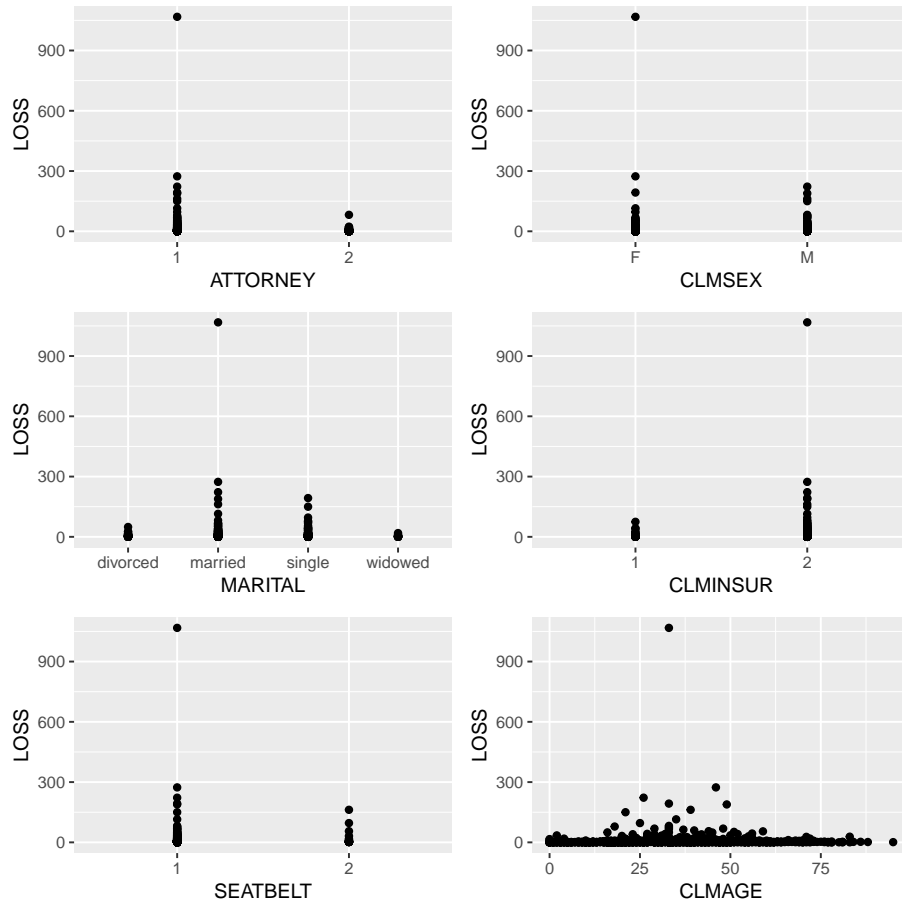 LOSS
900
600
300
0
1 2
ATTORNEY
LOSS
900
600
300
0
F M
CLMSEX
LOSS
900
600
300
0
divorced married single widowed
MARITAL
LOSS
900
600
300
0
1 2
CLMINSUR
LOSS
900
600
300
0
1 2
SEATBELT
LOSS
900
600
300
0
0 25 50 75
CLMAGE